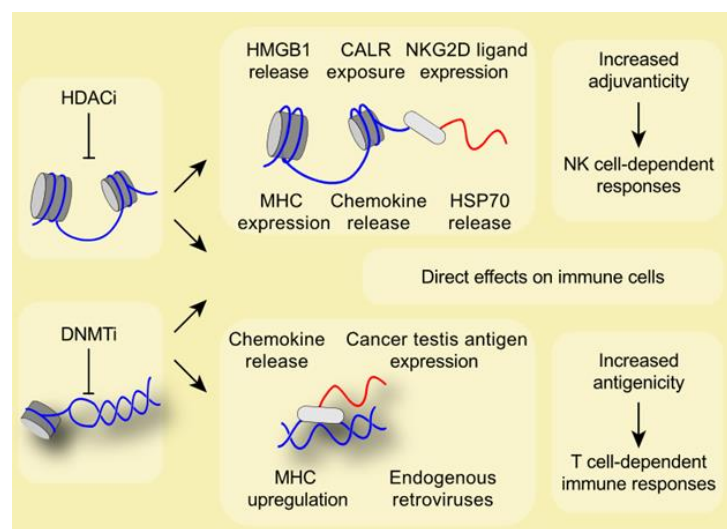 HDACi
HMGB1
release
CALR
exposure
NKG2D ligand
expression
MHC
expression
Chemokine
release
HSP70
release
Increased
adjuvanticity
NK cell-dependent
responses
Direct effects on immune cells
DNMTi
Chemokine
release
Cancer testis antigen
expression
MHC
upregulation
Endogenous
retroviruses
Increased
antigenicity
T cell-dependent
immune responses